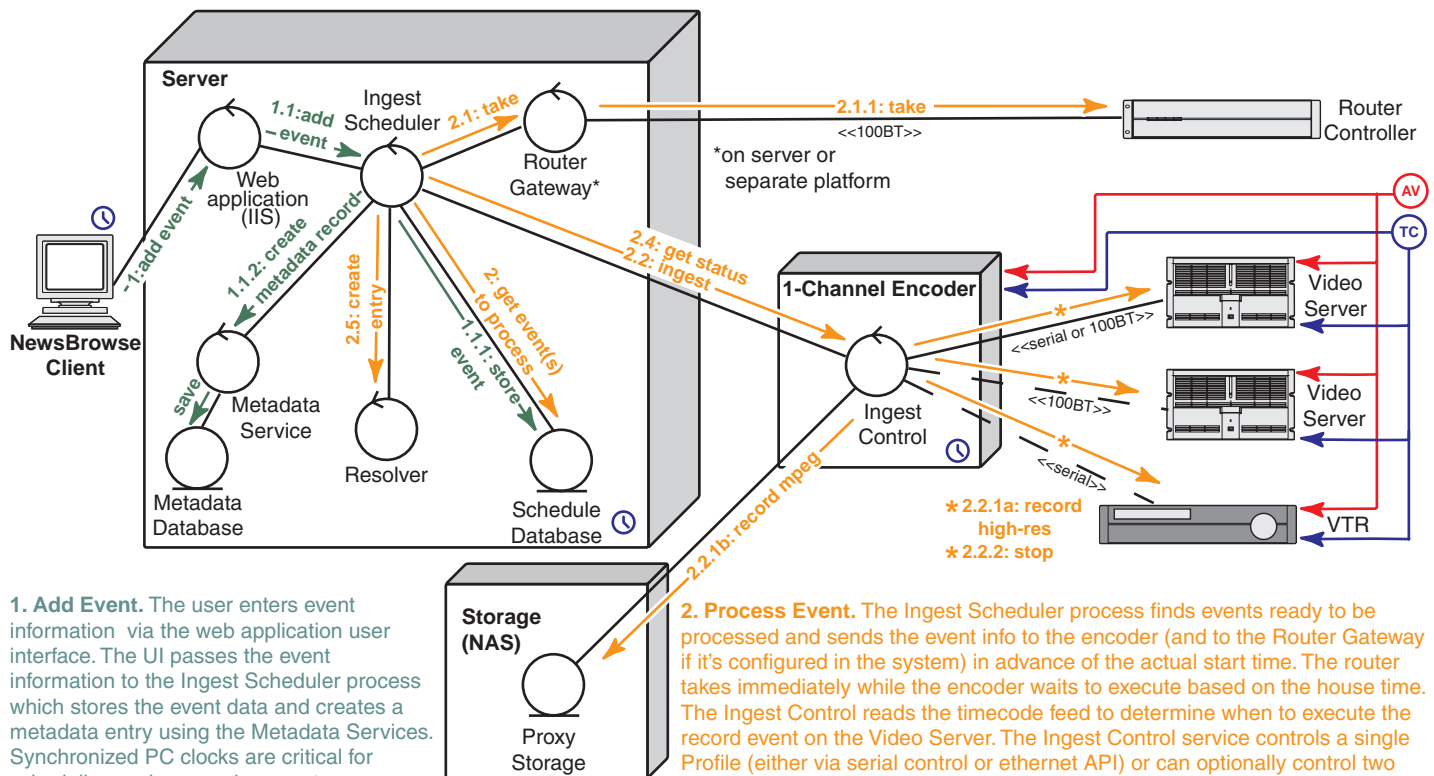 Server
Ingest
Scheduler
1.1:add
event
2.1: take
2.1.1: take
<<100BT>>
Router
Controller
Router
Gateway*
*on server or
separate platform
Web
application
(IIS)
1:add event
NewsBrowse
Client
1.1.2: create
metadata record
2.5: create
entry
2: get event(s)
to process
1.1.1: store
event
2.4: get status
2.2: ingest
save
Metadata
Service
Metadata
Database
Resolver
Schedule
Database
1-Channel Encoder
Ingest
Control
AV
TC
*
<<serial or 100BT>>
Video
Server
*
<<100BT>>
Video
Server
*
<<serial>>
VTR
* 2.2.1a: record
high-res
* 2.2.2: stop
2.2.1b: record mpeg
Storage
(NAS)
Proxy
Storage
1. Add Event. The user enters event
information via the web application user
interface. The UI passes the event
information to the Ingest Scheduler process
which stores the event data and creates a
metadata entry using the Metadata Services.
Synchronized PC clocks are critical for
2. Process Event. The Ingest Scheduler process finds events ready to be
processed and sends the event info to the encoder (and to the Router Gateway
if it's configured in the system) in advance of the actual start time. The router
takes immediately while the encoder waits to execute based on the house time.
The Ingest Control reads the timecode feed to determine when to execute the
record event on the Video Server. The Ingest Control service controls a single
Profile (either via serial control or ethernet API) or can optionally control two